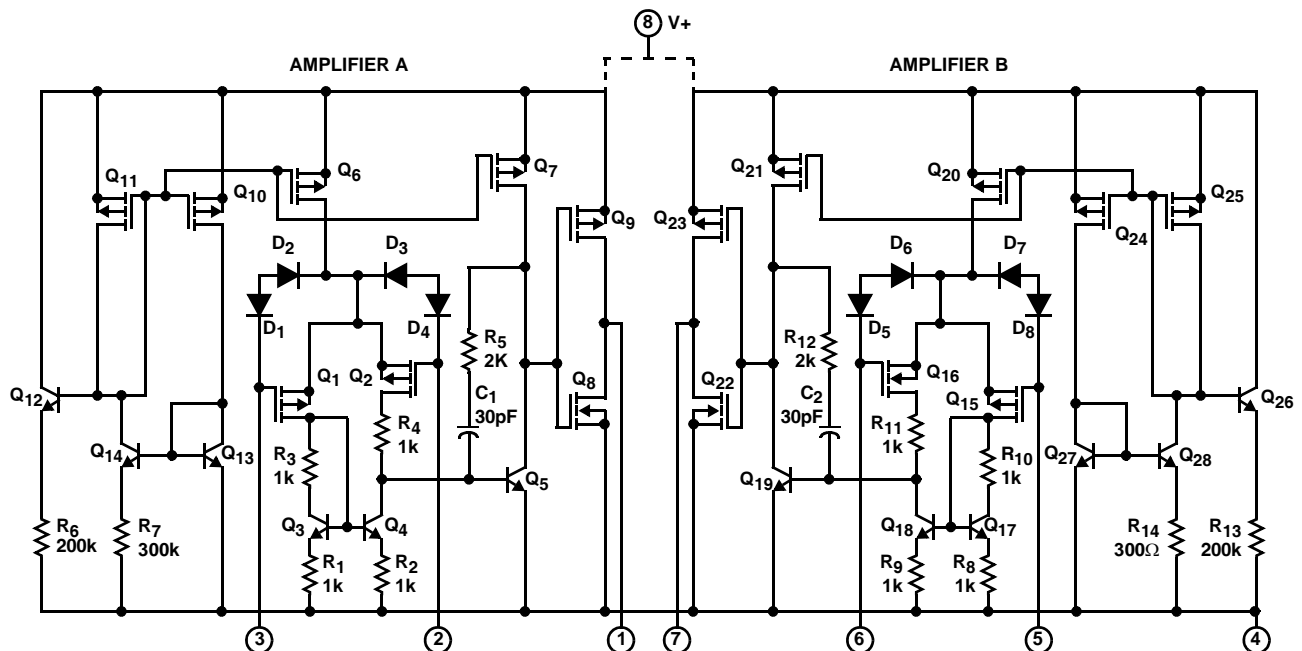 8 V+
AMPLIFIER A
AMPLIFIER B
Q11
Q10
Q6
Q7
Q9
Q23
Q21
Q20
Q24
Q25
D2
D3
D6
D7
D1
D4
D5
D8
R5
2K
R12
2k
Q12
Q1
Q2
C1
30pF
Q8
Q22
C2
30pF
Q16
Q15
Q26
R4
1k
R11
1k
Q14
Q13
R3
1k
Q5
Q19
R10
1k
Q27
Q28
Q3
Q4
Q18
Q17
R6
200k
R7
300k
R1
1k
R2
1k
R9
1k
R8
1k
R14
300Ω
R13
200k
3
2
1
7
6
5
4